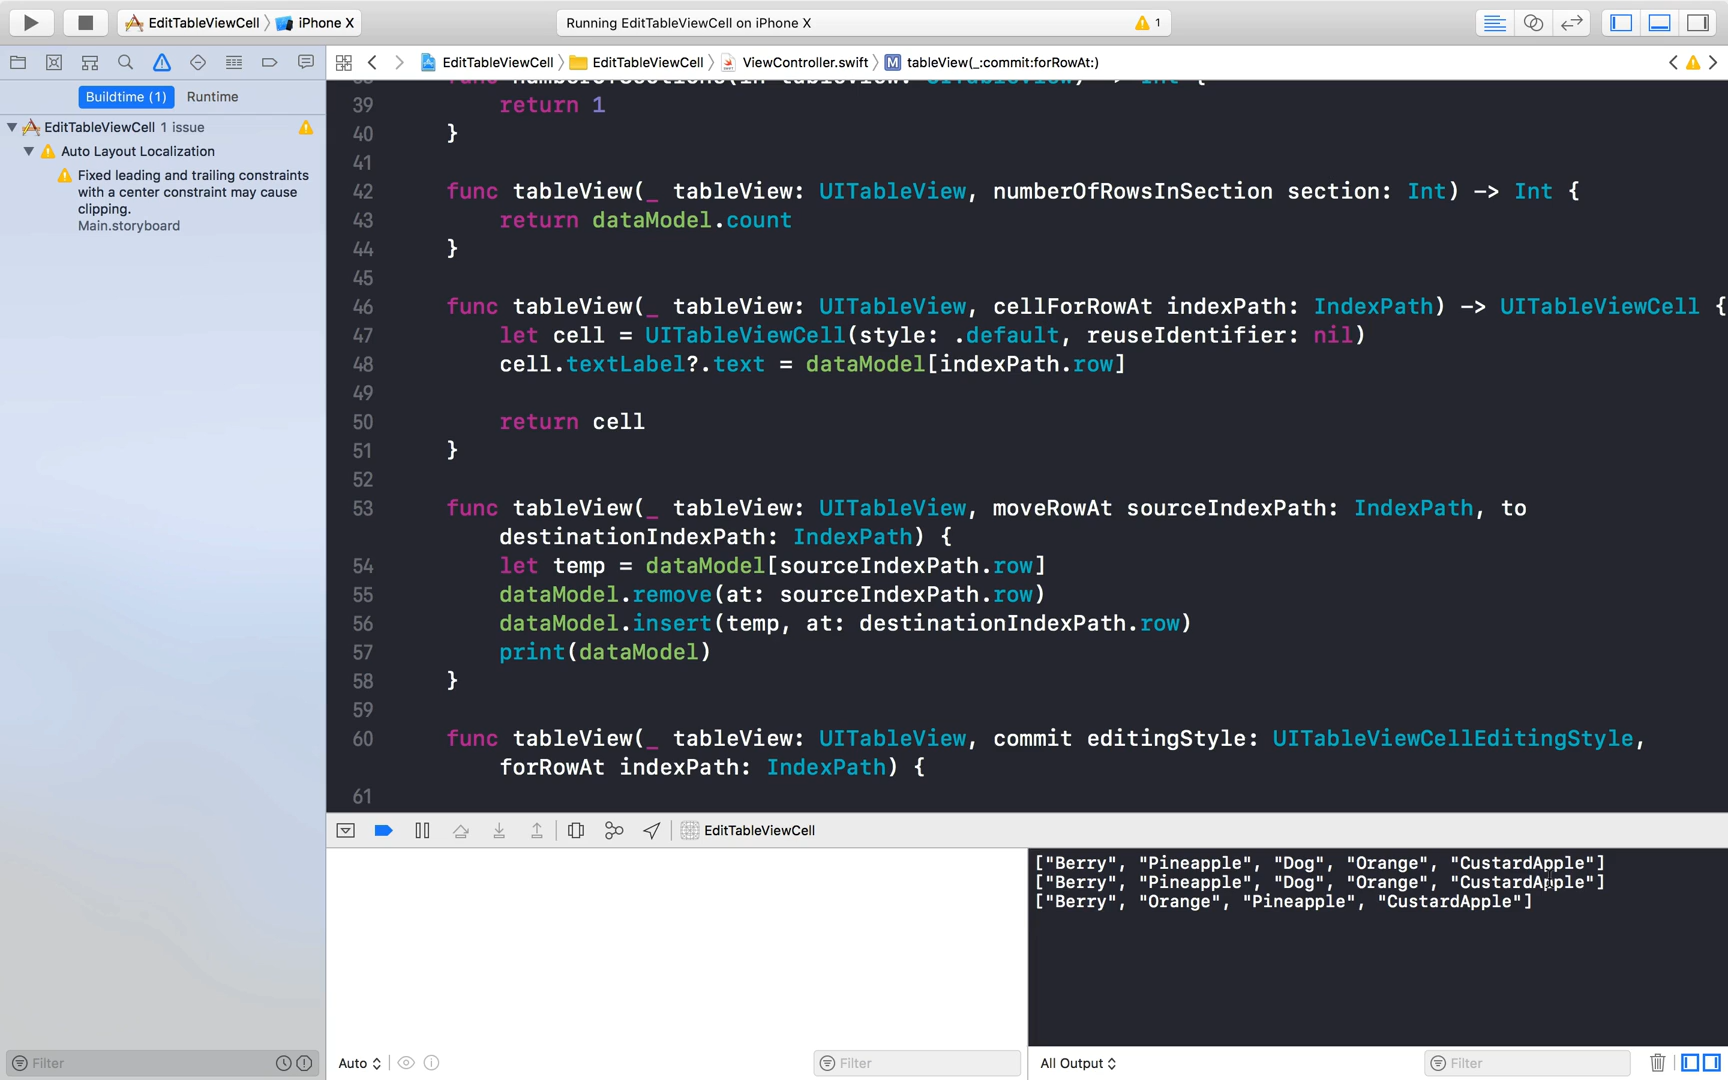 EditTableViewCell
iPhone X
Running EditTableViewCell on iPhone X
1
EditTableViewCell
EditTableViewCell
ViewController.swift
M
tableView(_:commit:forRowAt:)
Buildtime (1)
Runtime
EditTableViewCell 1 issue
Auto Layout Localization
Fixed leading and trailing constraints
with a center constraint may cause
clipping.
Main.storyboard
39 return 1
40 }
41
42 func tableView(_ tableView: UITableView, numberOfRowsInSection section: Int) -> Int {
43 return dataModel.count
44 }
45
46 func tableView(_ tableView: UITableView, cellForRowAt indexPath: IndexPath) -> UITableViewCell {
47 let cell = UITableViewCell(style: .default, reuseIdentifier: nil)
48 cell.textLabel?.text = dataModel[indexPath.row]
49
50 return cell
51 }
52
53 func tableView(_ tableView: UITableView, moveRowAt sourceIndexPath: IndexPath, to
destinationIndexPath: IndexPath) {
54 let temp = dataModel[sourceIndexPath.row]
55 dataModel.remove(at: sourceIndexPath.row)
56 dataModel.insert(temp, at: destinationIndexPath.row)
57 print(dataModel)
58 }
59
60 func tableView(_ tableView: UITableView, commit editingStyle: UITableViewCellEditingStyle,
forRowAt indexPath: IndexPath) {
61
EditTableViewCell
["Berry", "Pineapple", "Dog", "Orange", "CustardApple"]
["Berry", "Pineapple", "Dog", "Orange", "CustardApple"]
["Berry", "Orange", "Pineapple", "CustardApple"]
Filter
Auto
Filter
All Output
Filter